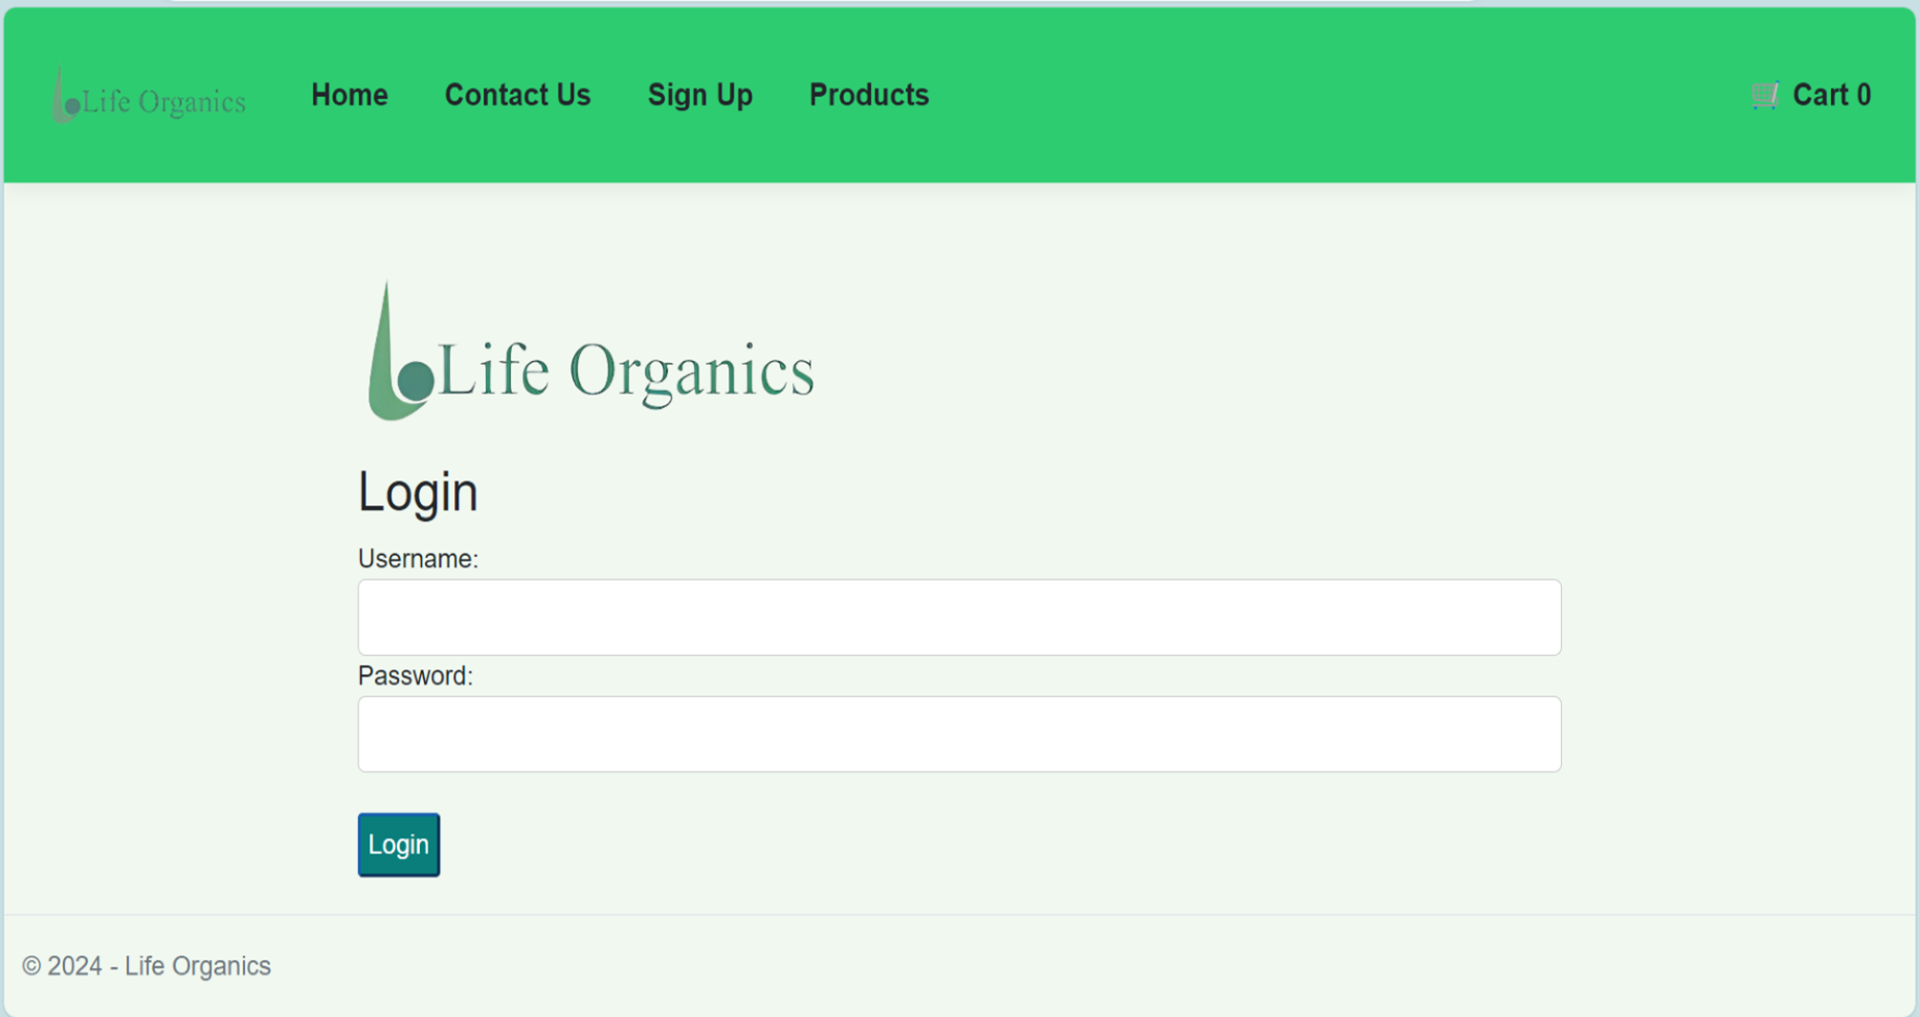 Life Organics Home Contact Us Sign Up Products 🛒 Cart 0
Life Organics
Login
Username:
Password:
Login
© 2024 - Life Organics